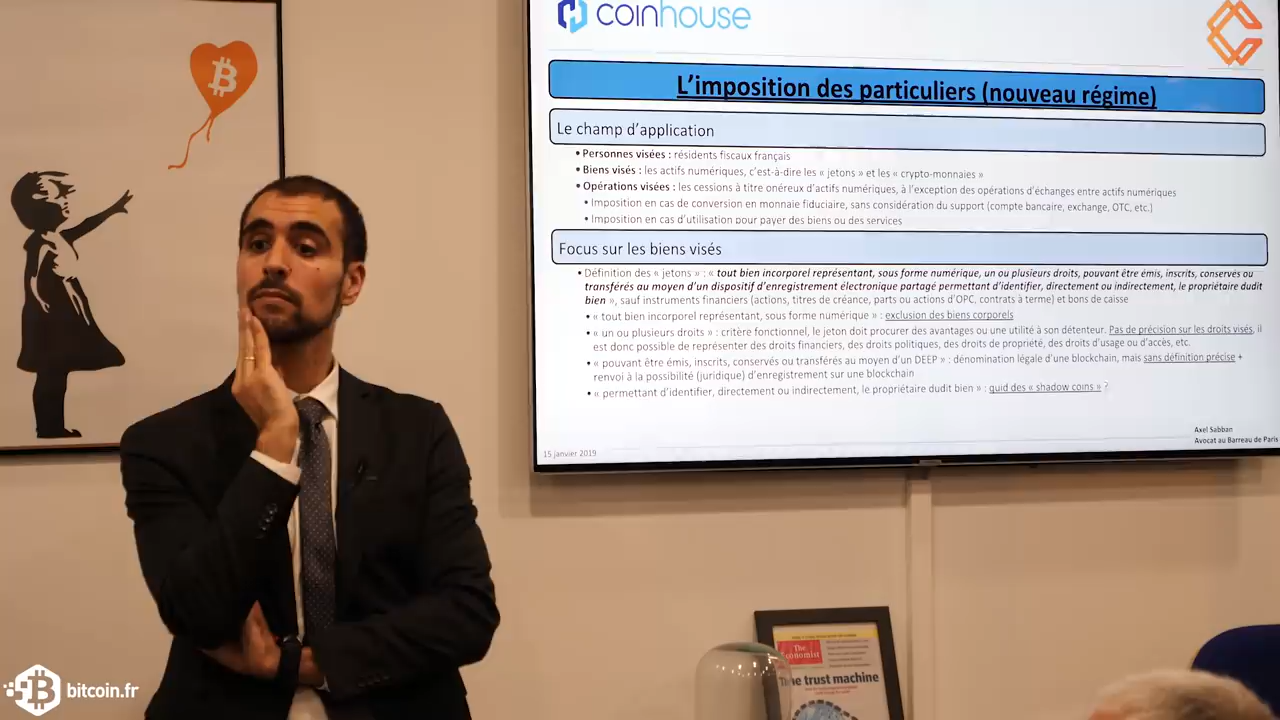 coinhouse
L'imposition des particuliers (nouveau régime)
Le champ d'application
• Personnes visées : résidents fiscaux français
• Biens visés : les actifs numériques, c'est-à-dire les « jetons » et les « crypto-monnaies »
• Opérations visées : les cessions à titre onéreux d'actifs numériques, à l'exception des opérations d'échanges entre actifs numériques
• Imposition en cas de conversion en monnaie fiduciaire, sans considération du support (compte bancaire, exchange, OTC, etc.)
• Imposition en cas d'utilisation pour payer des biens ou des services
Focus sur les biens visés
• Définition des « jetons » : « tout bien incorporel représentant, sous forme numérique, un ou plusieurs droits, pouvant être émis, inscrits, conservés ou
transférés au moyen d'un dispositif d'enregistrement électronique partagé permettant d'identifier, directement ou indirectement, le propriétaire dudit
bien », sauf instruments financiers (actions, titres de créance, parts ou actions d'OPC, contrats à terme) et bons de caisse
• « tout bien incorporel représentant, sous forme numérique » : exclusion des biens corporels
• « un ou plusieurs droits » : critère fonctionnel, le jeton doit procurer des avantages ou une utilité à son détenteur. Pas de précision sur les droits visés, il
est donc possible de représenter des droits financiers, des droits politiques, des droits de propriété, des droits d'usage ou d'accès, etc.
• « pouvant être émis, inscrits, conservés ou transférés au moyen d'un DEEP » : dénomination légale d'une blockchain, mais sans définition précise +
renvoi à la possibilité (juridique) d'enregistrement sur une blockchain
• « permettant d'identifier, directement ou indirectement, le propriétaire dudit bien » : quid des « shadow coins » ?
Axel Sabban
Avocat au Barreau de Paris
15 janvier 2019
The
Economist
The trust machine
bitcoin.fr